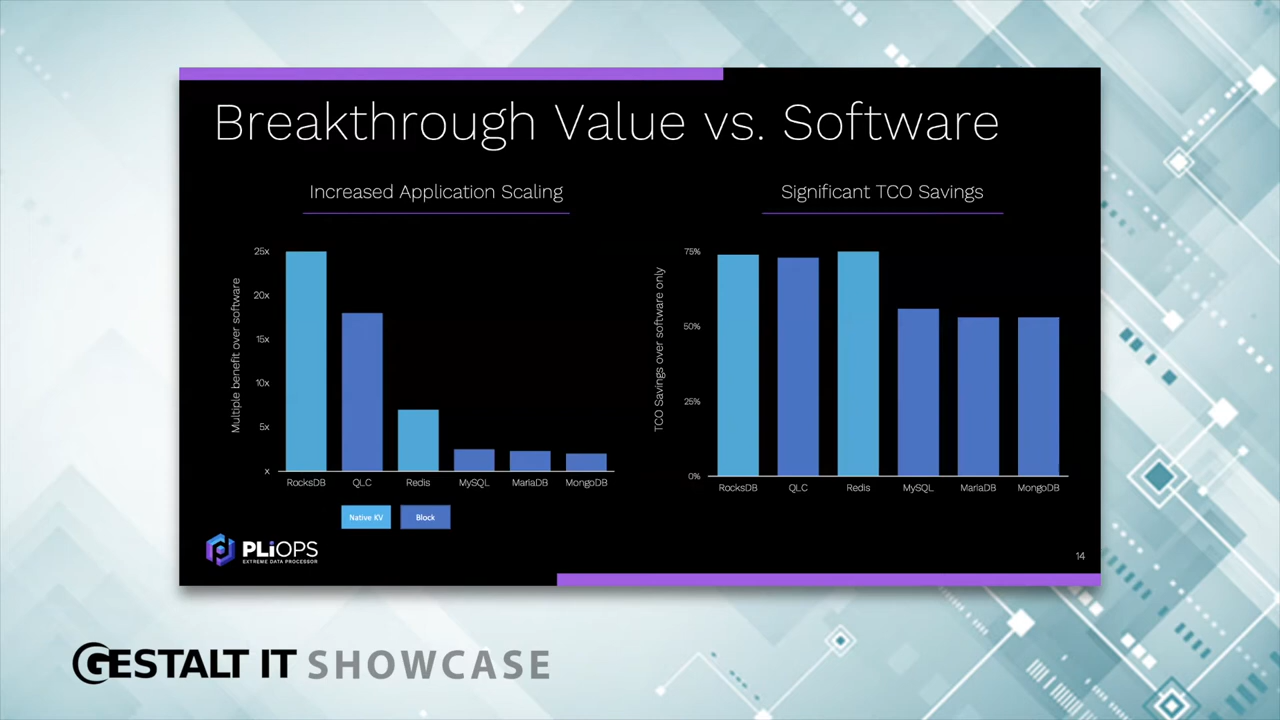 Breakthrough Value vs. Software
Increased Application Scaling
Multiple benefit over software
25x
20x
15x
10x
5x
x
RocksDB QLC Redis MySQL MariaDB MongoDB
Native KV Block
Significant TCO Savings
TCO Savings over software only
75%
50%
25%
0%
RocksDB QLC Redis MySQL MariaDB MongoDB
PLiOPS
EXTREME DATA PROCESSOR
14
GESTALT IT SHOWCASE